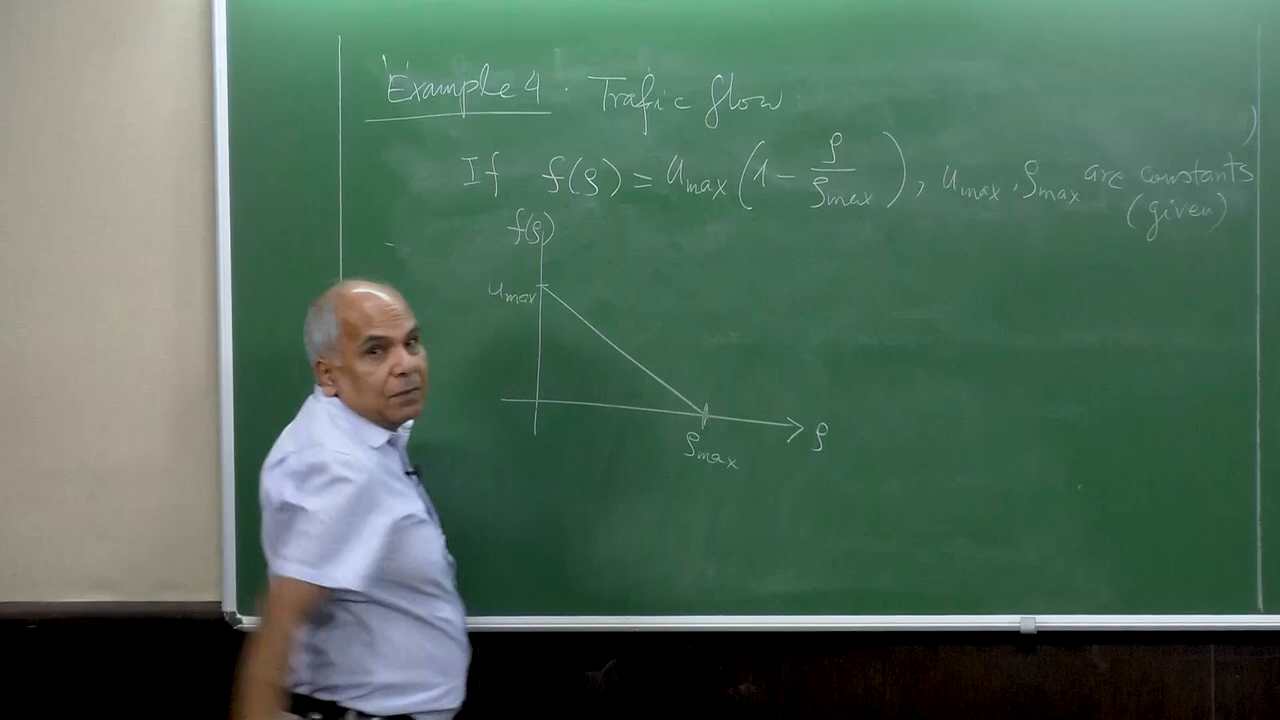 Example 4. Trafic flow
If f(ρ) = u_max (1 - ρ/ρ_max), u_max, ρ_max are constants
(given)
f(ρ)
u_max
ρ
ρ_max